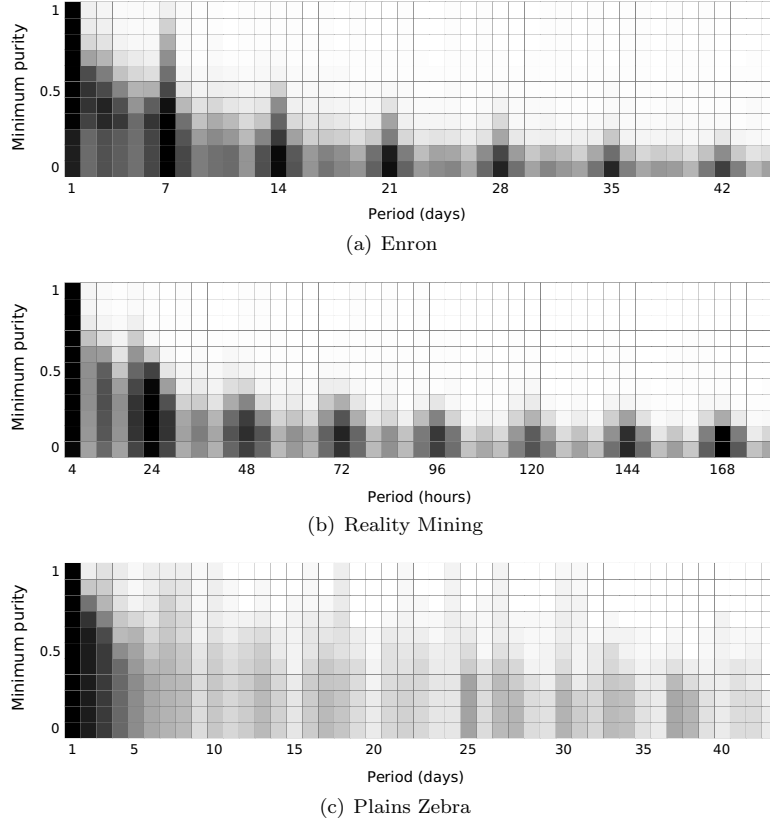 1
Minimum purity
0.5
0
1 7 14 21 28 35 42
Period (days)
(a) Enron
1
Minimum purity
0.5
0
4 24 48 72 96 120 144 168
Period (hours)
(b) Reality Mining
1
Minimum purity
0.5
0
1 5 10 15 20 25 30 35 40
Period (days)
(c) Plains Zebra